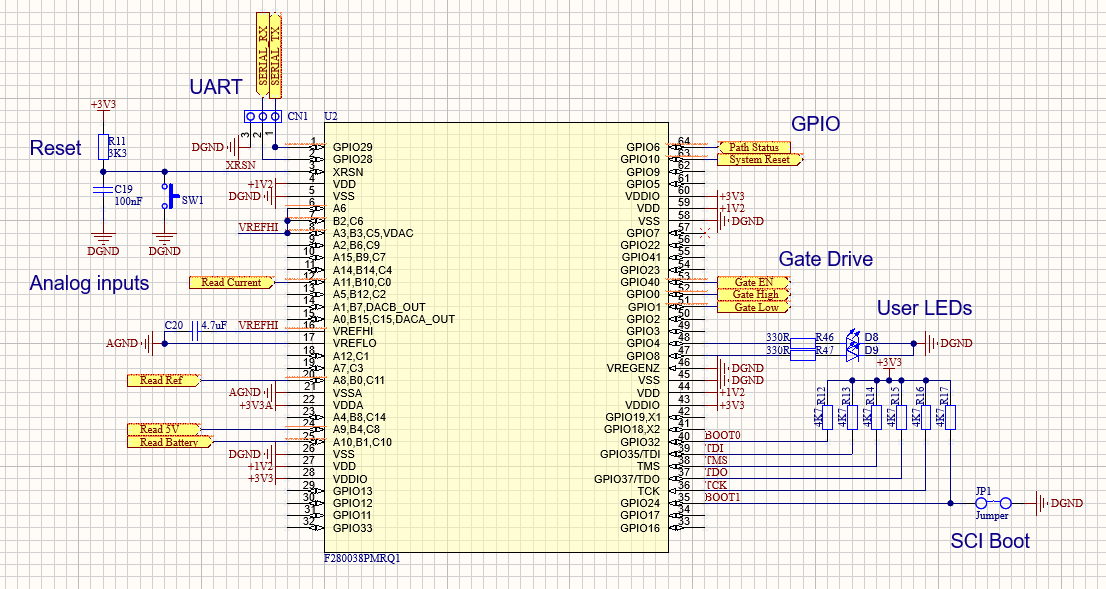 SERIAL_RX
SERIAL_TX
UART
CN1
U2
3
2
1
+3V3
R11
3K3
Reset
DGND
XRSN
C19
100nF
SW1
DGND
DGND
+1V2
DGND
VREFHI
Analog inputs
Read Current
C20
4.7uF
VREFHI
AGND
Read Ref
AGND
+3V3A
Read 5V
Read Battery
DGND
+1V2
+3V3
1 GPIO29
2 GPIO28
3 XRSN
4 VDD
5 VSS
6 A6
7 B2,C6
8 A3,B3,C5,VDAC
9 A2,B6,C9
10 A15,B9,C7
11 A14,B14,C4
12 A11,B10,C0
13 A5,B12,C2
14 A1,B7,DACB_OUT
15 A0,B15,C15,DACA_OUT
16 VREFHI
17 VREFLO
18 A12,C1
19 A7,C3
20 A8,B0,C11
21 VSSA
22 VDDA
23 A4,B8,C14
24 A9,B4,C8
25 A10,B1,C10
26 VSS
27 VDD
28 VDDIO
29 GPIO13
30 GPIO12
31 GPIO11
32 GPIO33
F280038PMRQ1
GPIO6 64
GPIO10 63
GPIO9 62
GPIO5 61
VDDIO 60
VDD 59
VSS 58
GPIO7 57
GPIO22 56
GPIO41 55
GPIO23 54
GPIO40 53
GPIO0 52
GPIO1 51
GPIO2 50
GPIO3 49
GPIO4 48
GPIO8 47
VREGENZ 46
VSS 45
VDD 44
VDDIO 43
GPIO19,X1 42
GPIO18,X2 41
GPIO32 40
GPIO35/TDI 39
TMS 38
GPIO37/TDO 37
TCK 36
GPIO24 35
GPIO17 34
GPIO16 33
GPIO
Path Status
System Reset
+3V3
+1V2
DGND
Gate Drive
Gate EN
Gate High
Gate Low
User LEDs
330R
R46
D8
330R
R47
D9
DGND
DGND
DGND
+1V2
+3V3
+3V3
4K7 R12
4K7 R13
4K7 R14
4K7 R15
4K7 R16
4K7 R17
BOOT0
TDI
TMS
TDO
TCK
BOOT1
JP1
Jumper
DGND
SCI Boot